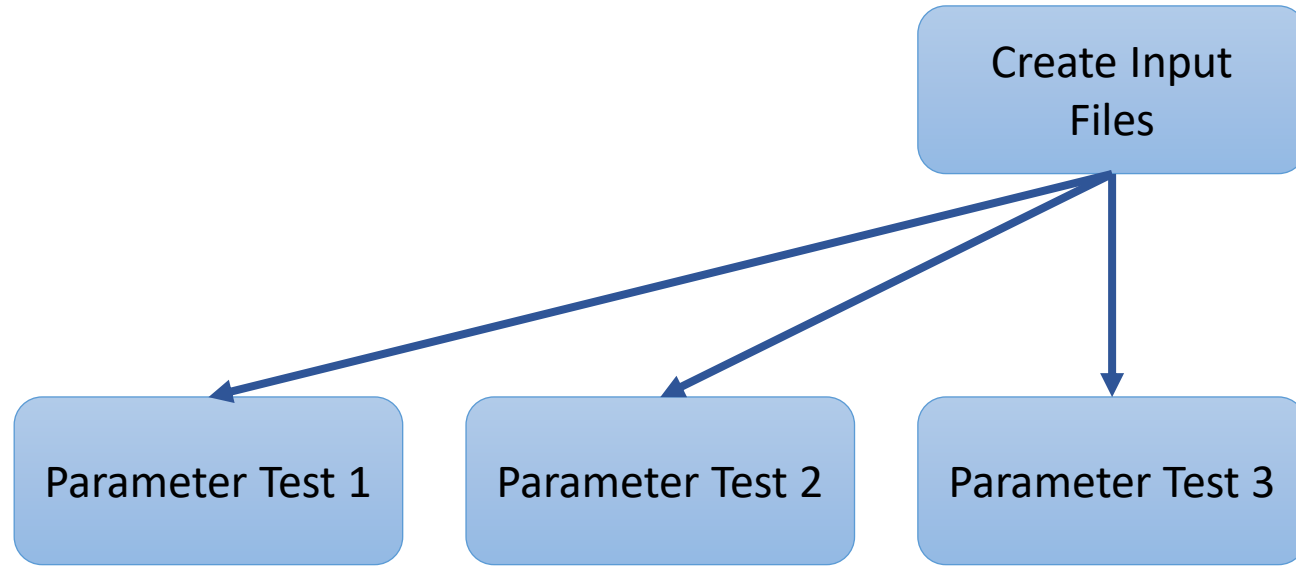 Create Input
Files
Parameter Test 1
Parameter Test 2
Parameter Test 3